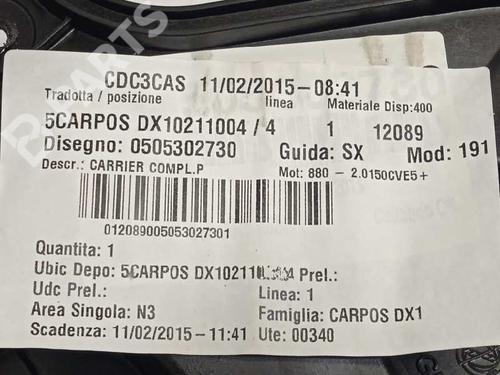 CDC3CAS 11/02/2015-08:41
Tradotta / posizione linea Materiale Disp:400
5CARPOS DX10211004 / 4 1 12089
Disegno: 0505302730 Guida: SX Mod: 191
Descr.: CARRIER COMPL.P Mot: 880 - 2.0150CVE5+
012089005053027301
Quantita: 1
Ubic Depo: 5CARPOS Prel.:
Udc Prel.: Linea: 1
Area Singola: N3 Famiglia: CARPOS DX1
Scadenza: 11/02/2015-11:41 Ute: 00340